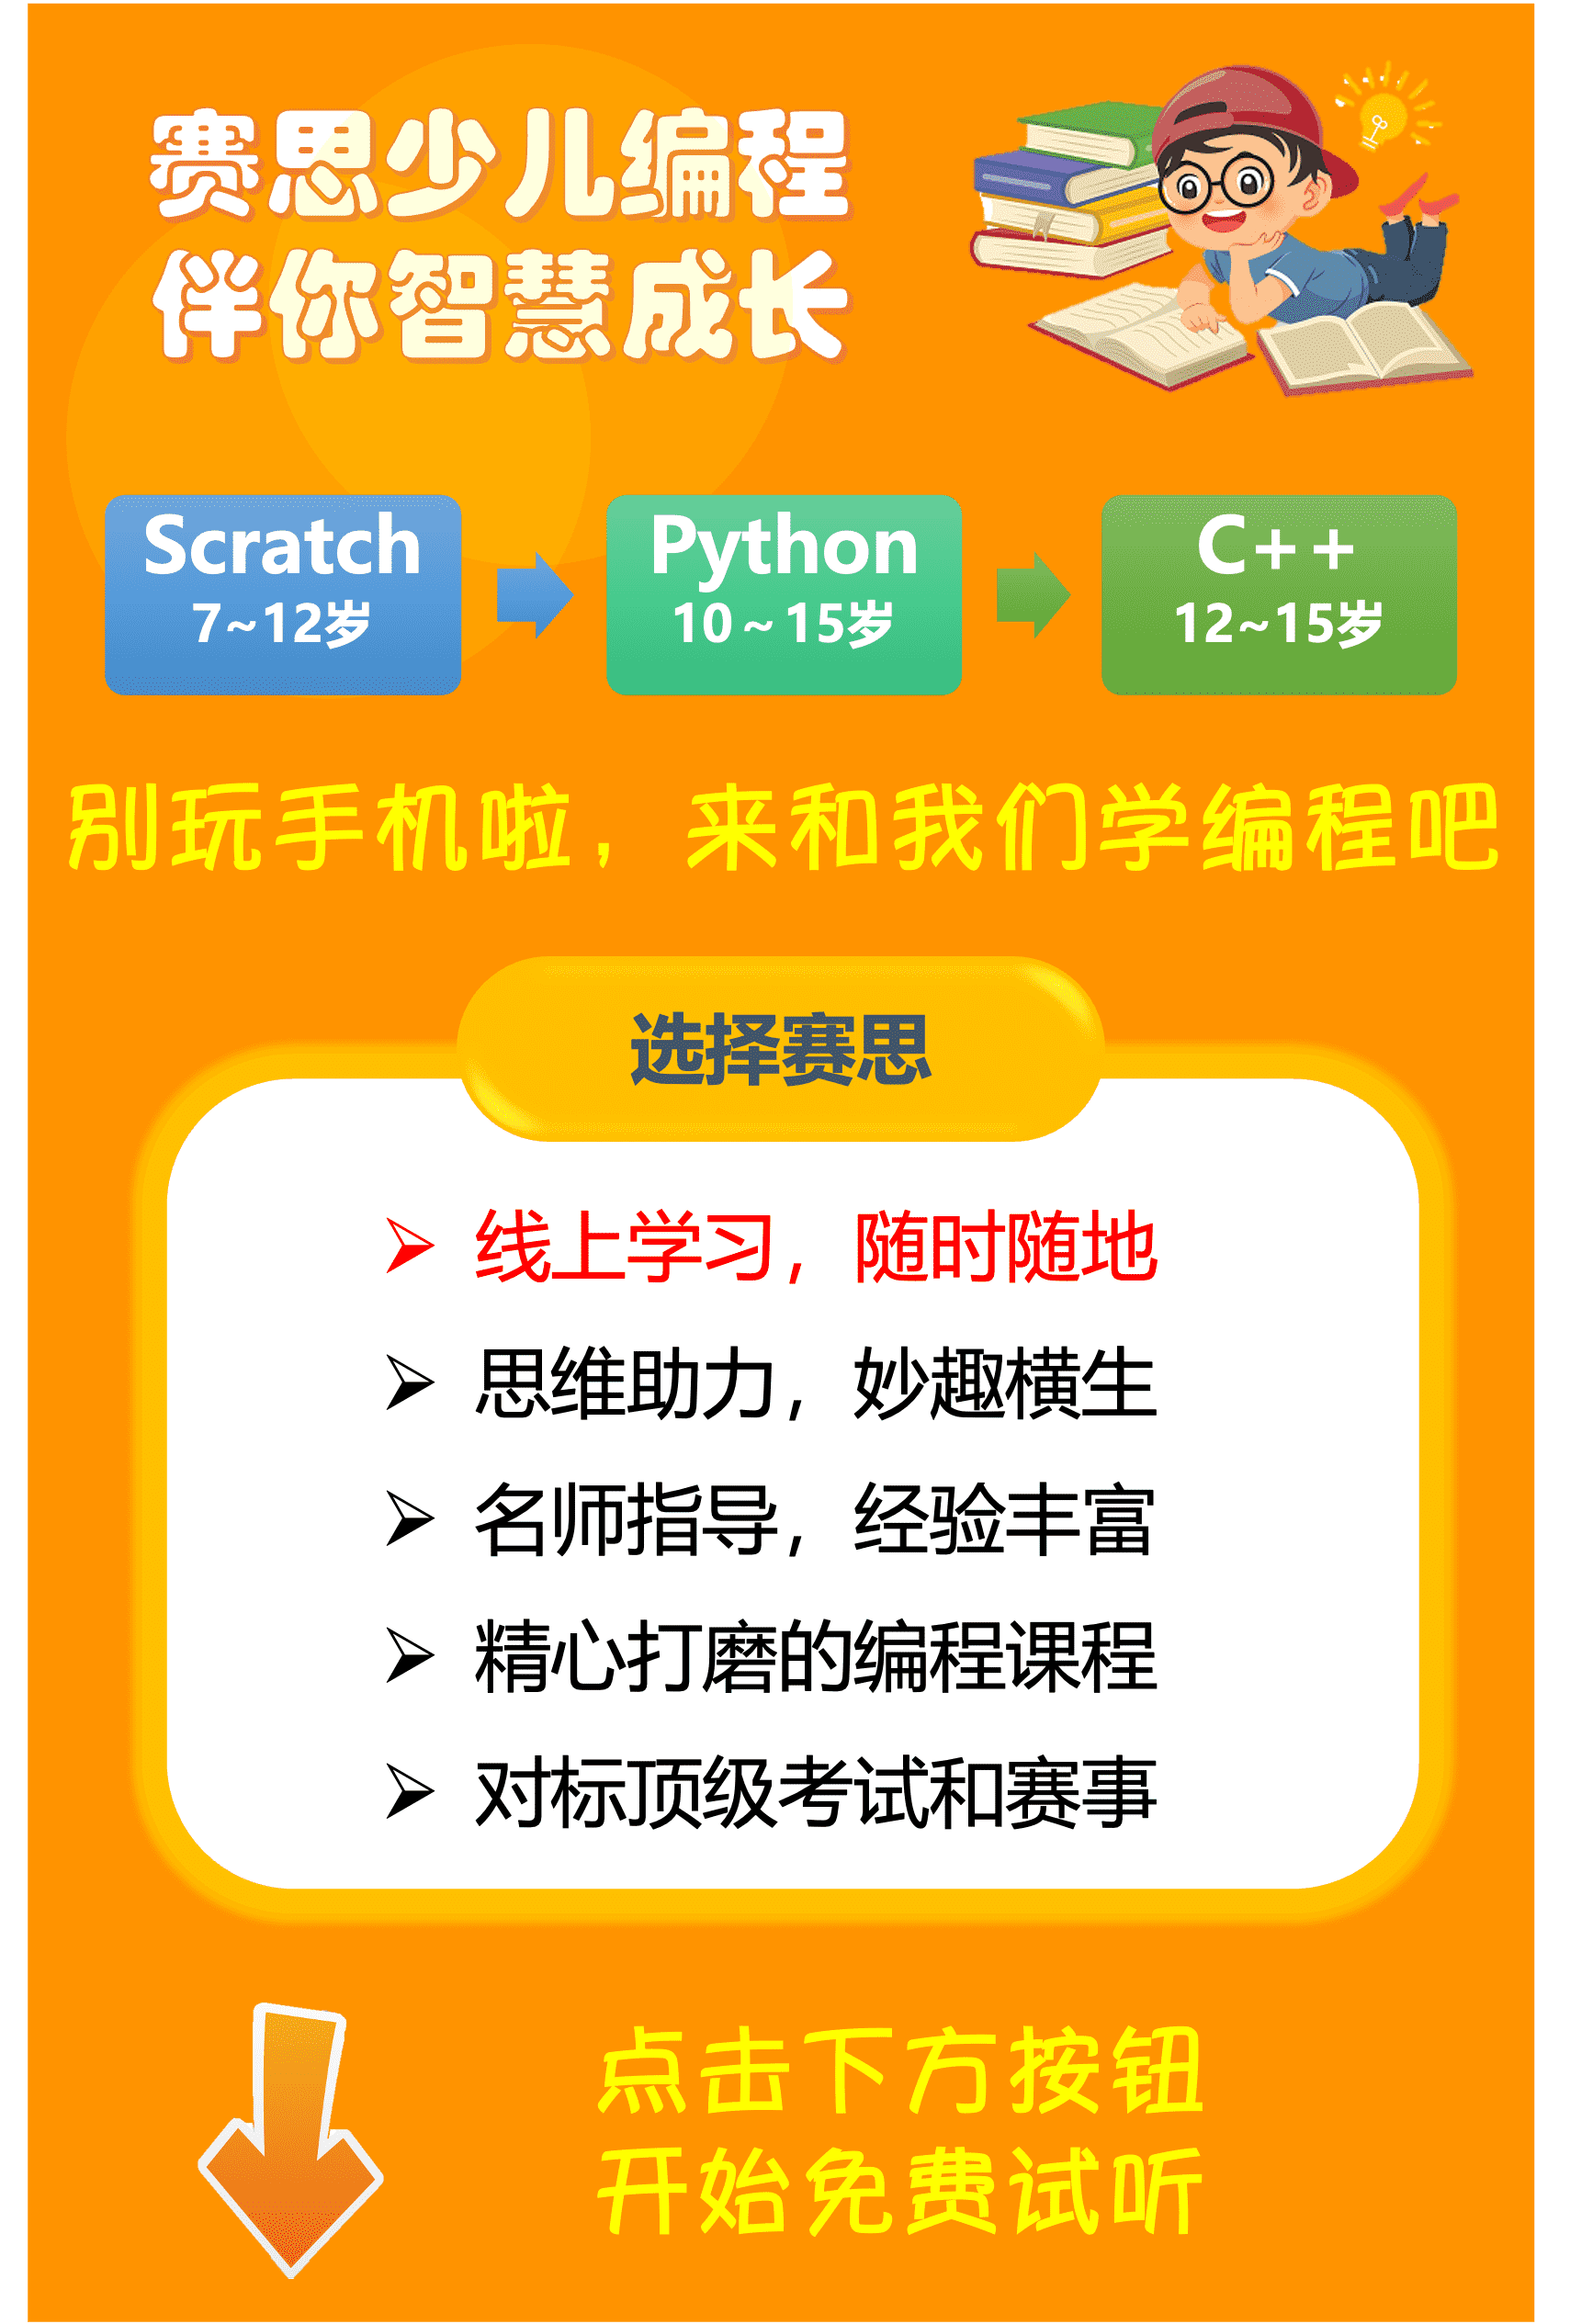 赛思少儿编程
伴你智慧成长
Scratch
7~12岁
Python
10~15岁
C++
12~15岁
别玩手机啦，来和我们学编程吧
选择赛思
线上学习，随时随地
思维助力，妙趣横生
名师指导，经验丰富
精心打磨的编程课程
对标顶级考试和赛事
点击下方按钮
开始免费试听